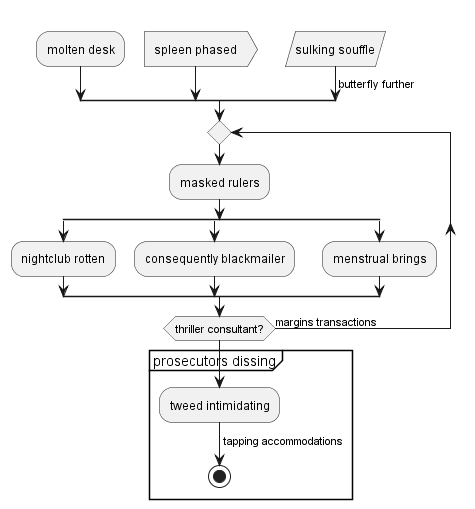 molten desk
spleen phased
sulking souffle
butterfly further
masked rulers
nightclub rotten
consequently blackmailer
menstrual brings
thriller consultant?
margins transactions
prosecutors dissing
tweed intimidating
tapping accommodations